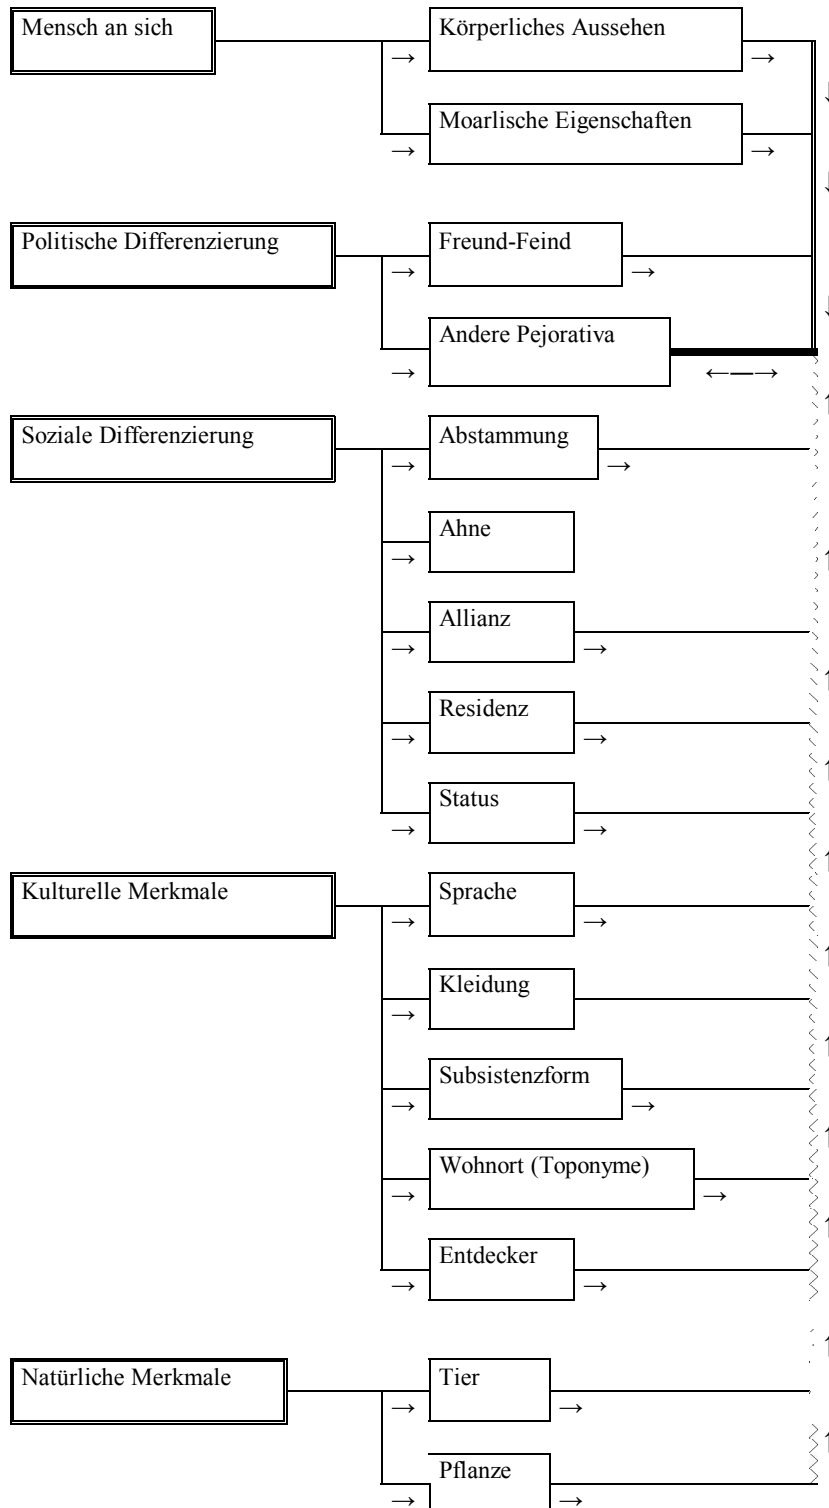 Mensch an sich
Körperliches Aussehen
→ →
↓
Moarlische Eigenschaften
→ →
↓
Politische Differenzierung
Freund-Feind
→ →
↓
Andere Pejorativa
→ ←—→
↑
Soziale Differenzierung
Abstammung
→ →
Ahne
→
↑
Allianz
→ →
↑
Residenz
→ →
↑
Status
→ →
↑
Kulturelle Merkmale
Sprache
→ →
↑
Kleidung
→
↑
Subsistenzform
→ →
↑
Wohnort (Toponyme)
→ →
↑
Entdecker
→ →
↑
Natürliche Merkmale
Tier
→ →
↑
Pflanze
→ →